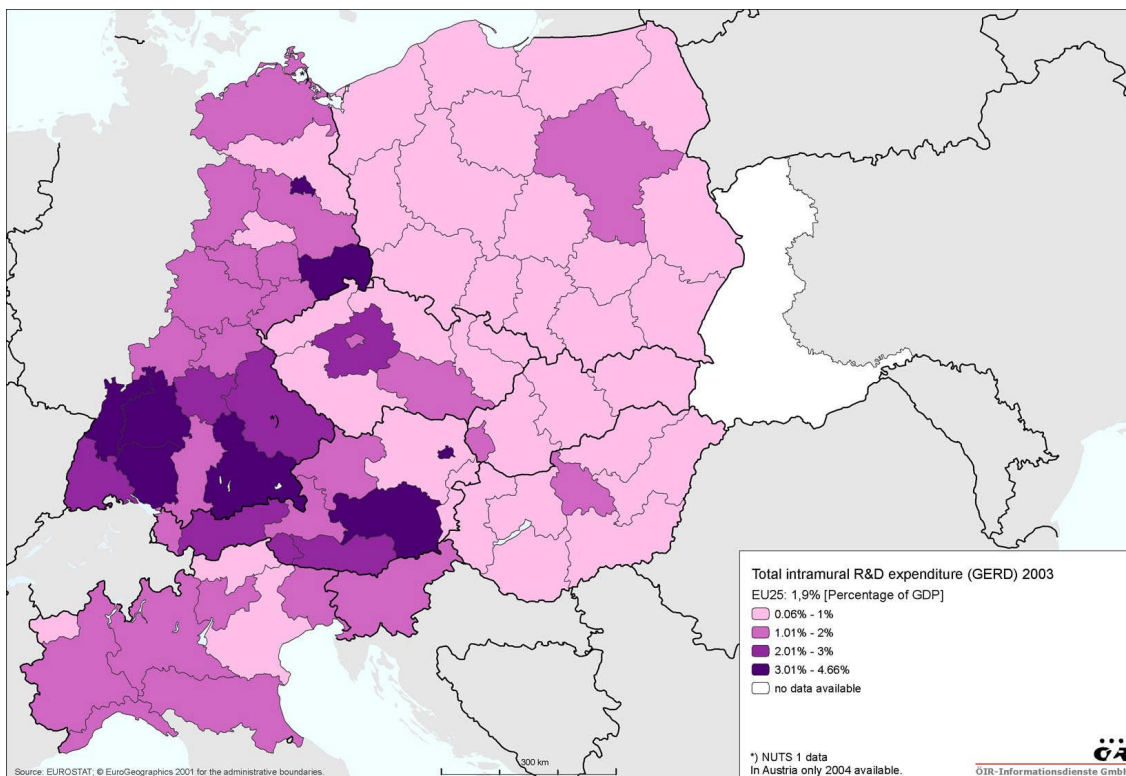 Total intramural R&D expenditure (GERD) 2003
EU25: 1,9% [Percentage of GDP]
0.06% - 1%
1.01% - 2%
2.01% - 3%
3.01% - 4.66%
no data available
*) NUTS 1 data
In Austria only 2004 available.
ÖIR-Informationsdienste GmbH
300 km
Source: EUROSTAT; © EuroGeographics 2001 for the administrative boundaries.